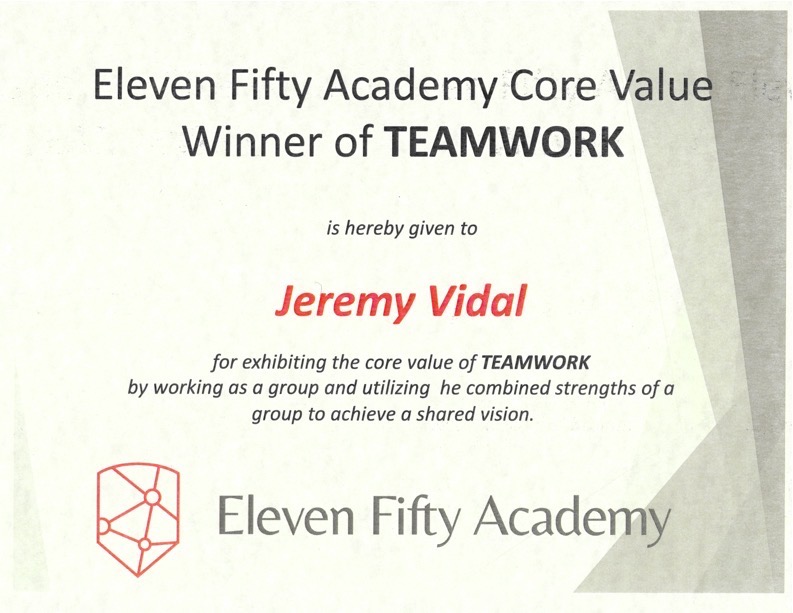 Eleven Fifty Academy Core Value
Winner of TEAMWORK
is hereby given to
Jeremy Vidal
for exhibiting the core value of TEAMWORK
by working as a group and utilizing  he combined strengths of a
group to achieve a shared vision.
Eleven Fifty Academy